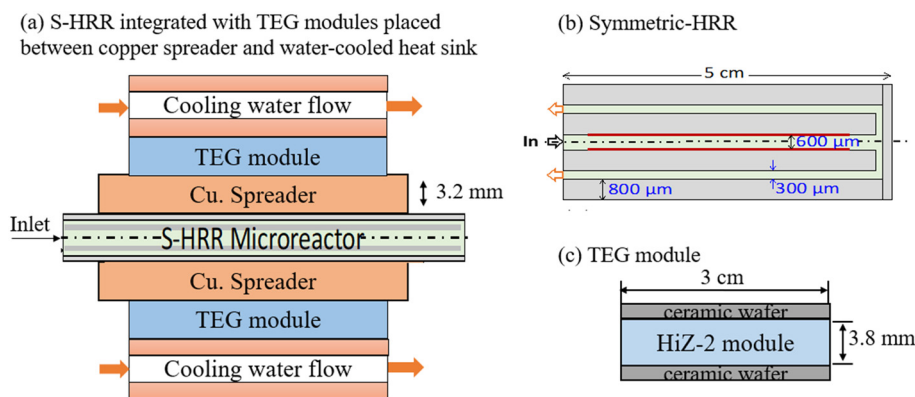 (a) S-HRR integrated with TEG modules placed
between copper spreader and water-cooled heat sink
Cooling water flow
TEG module
Cu. Spreader
3.2 mm
Inlet
S-HRR Microreactor
Cu. Spreader
TEG module
Cooling water flow
(b) Symmetric-HRR
5 cm
In
600 µm
800 µm
300 µm
(c) TEG module
3 cm
ceramic wafer
HiZ-2 module
3.8 mm
ceramic wafer